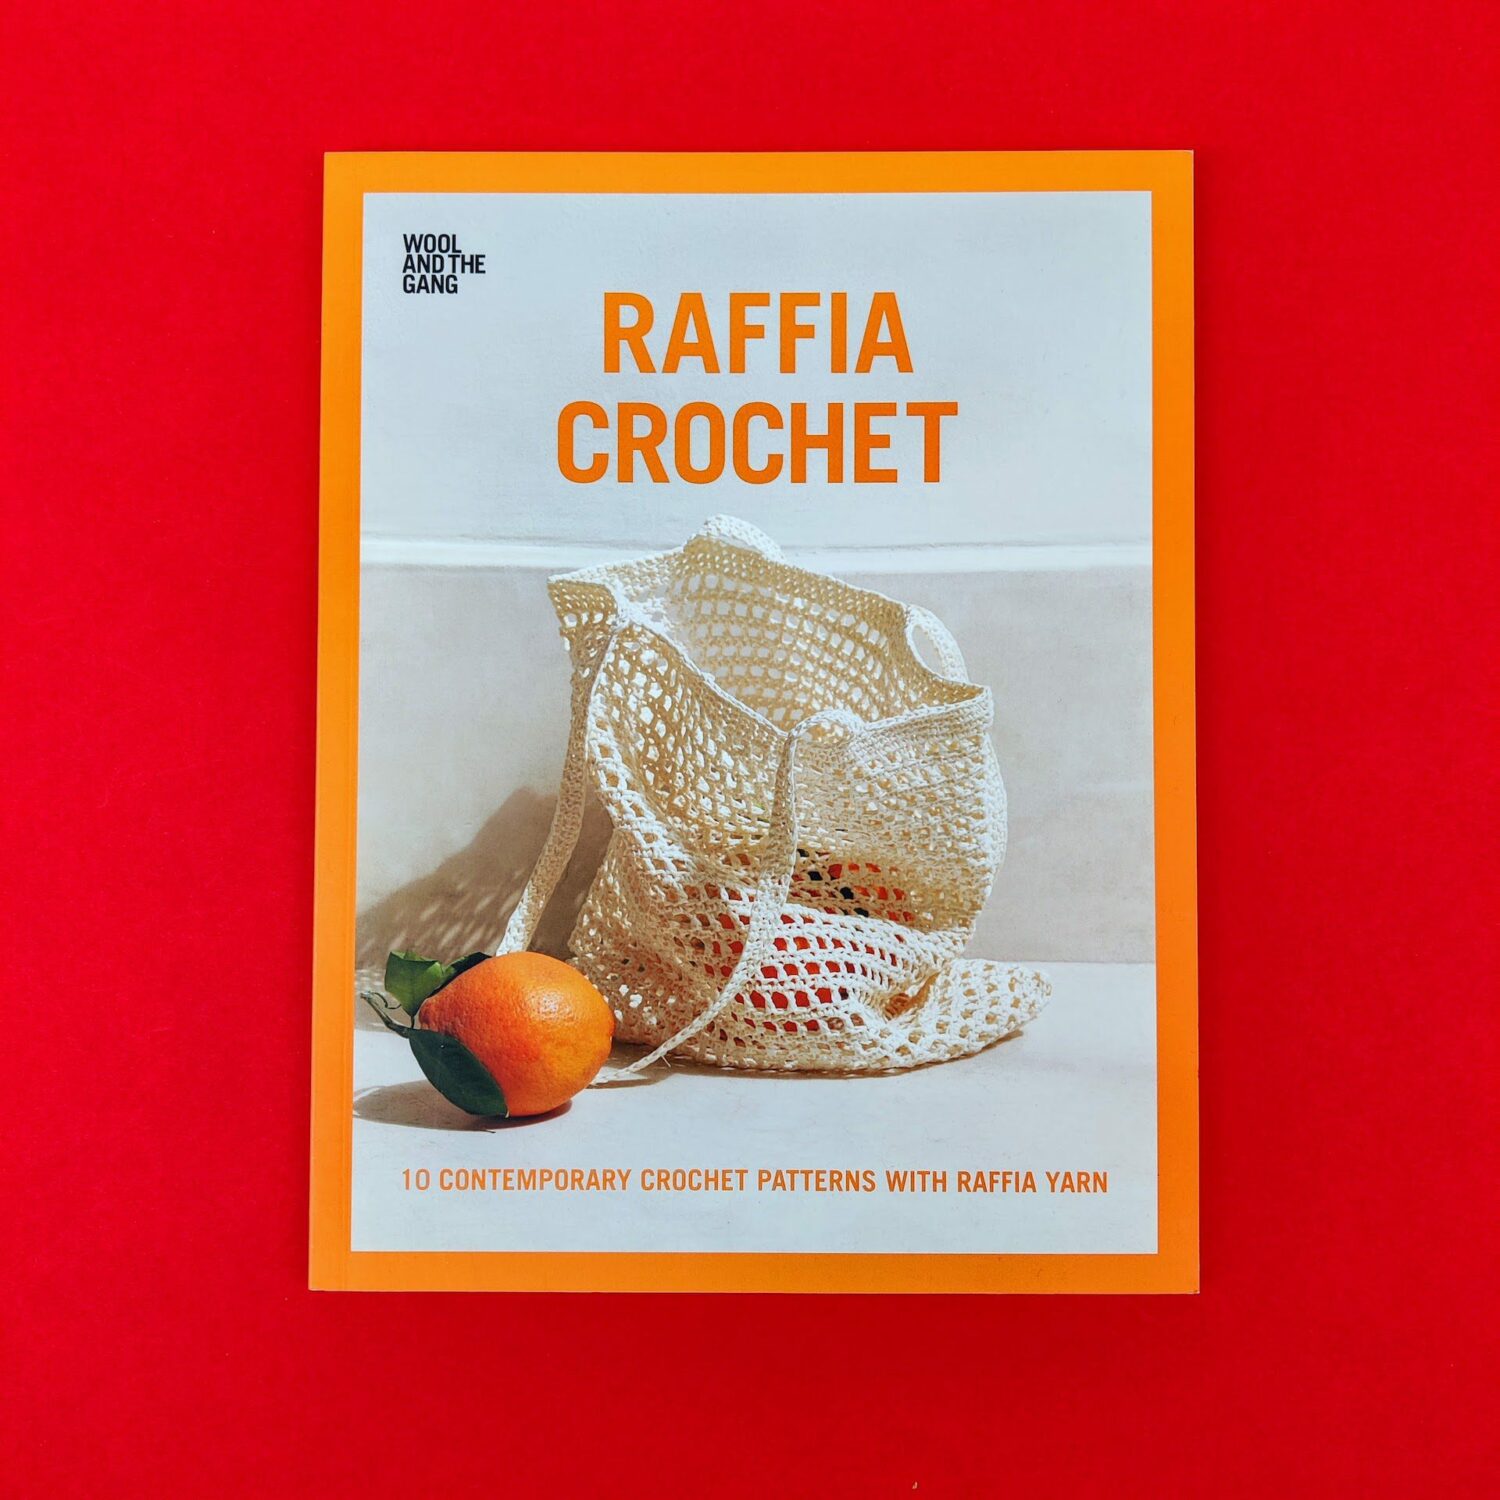 WOOL
AND THE
GANG
RAFFIA
CROCHET
10 CONTEMPORARY CROCHET PATTERNS WITH RAFFIA YARN